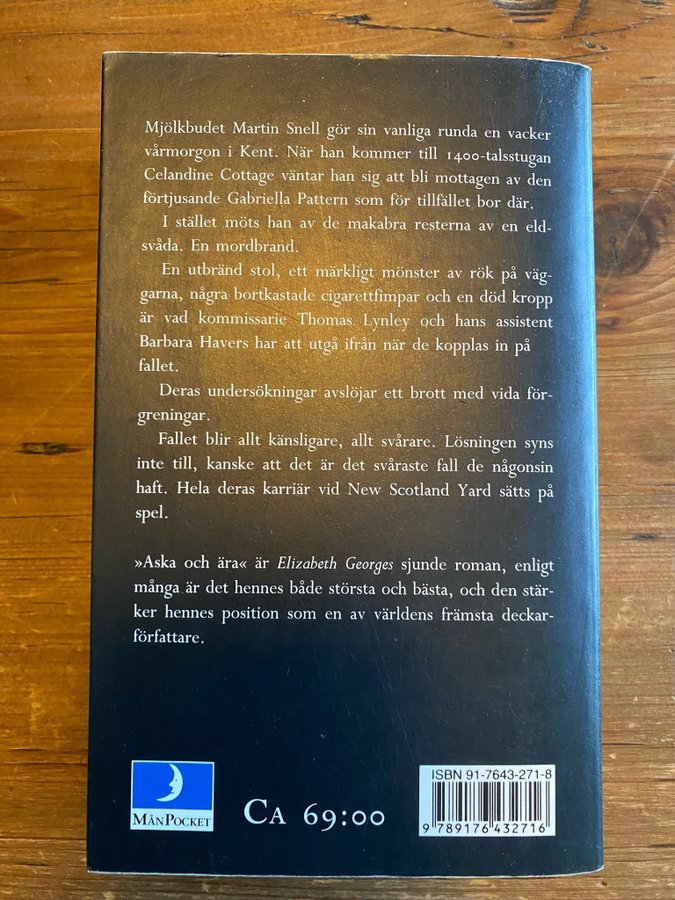 Mjölkbudet Martin Snell gör sin vanliga runda en vacker
vårmorgon i Kent. När han kommer till 1400-talsstugan
Celandine Cottage väntar han sig att bli mottagen av den
förtjusande Gabriella Pattern som för tillfället bor där.
I stället möts han av de makabra resterna av en eld-
svåda. En mordbrand.
En utbränd stol, ett märkligt mönster av rök på väg-
garna, några bortkastade cigarettfimpar och en död kropp
är vad kommissarie Thomas Lynley och hans assistent
Barbara Havers har att utgå ifrån när de kopplas in på
fallet.
Deras undersökningar avslöjar ett brott med vida för-
greningar.
Fallet blir allt känsligare, allt svårare. Lösningen syns
inte till, kanske att det är det svåraste fall de någonsin
haft. Hela deras karriär vid New Scotland Yard sätts på
spel.
»Aska och ära« är Elizabeth Georges sjunde roman, enligt
många är det hennes både största och bästa, och den stär-
ker hennes position som en av världens främsta deckar-
författare.
MånPocket
Ca 69:00
ISBN 91-7643-271-8
9 789176 432716